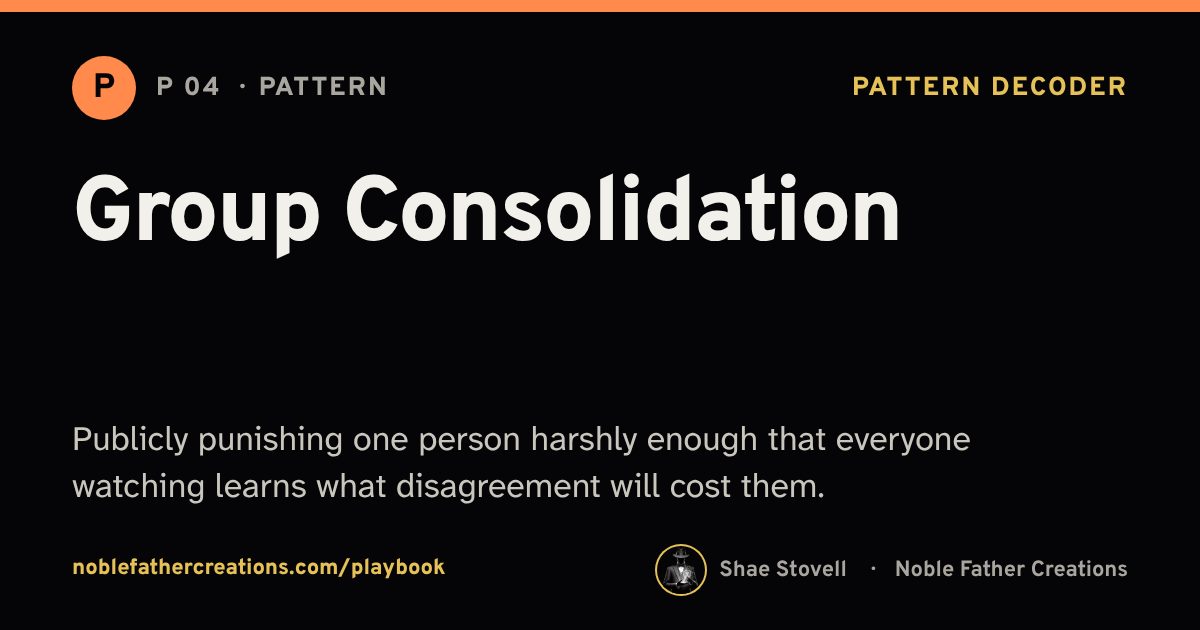 P
P 04 · PATTERN
PATTERN DECODER
Group Consolidation
Publicly punishing one person harshly enough that everyone
watching learns what disagreement will cost them.
noblefathercreations.com/playbook
Shae Stovell · Noble Father Creations